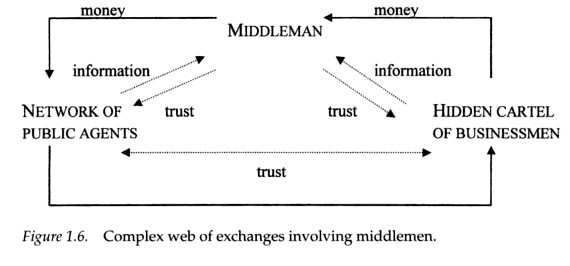 money money
MIDDLEMAN
information information
NETWORK OF
PUBLIC AGENTS
trust trust
HIDDEN CARTEL
OF BUSINESSMEN
trust
Figure 1.6. Complex web of exchanges involving middlemen.